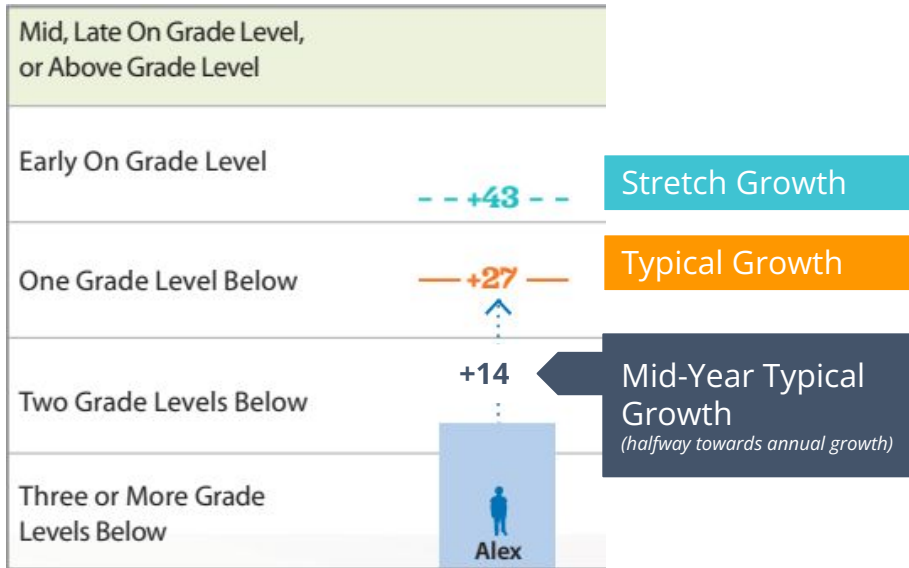 Mid, Late On Grade Level,
or Above Grade Level
Early On Grade Level
- - +43 - -
Stretch Growth
One Grade Level Below
— +27 —
Typical Growth
Two Grade Levels Below
+14
Mid-Year Typical
Growth
(halfway towards annual growth)
Three or More Grade
Levels Below
Alex